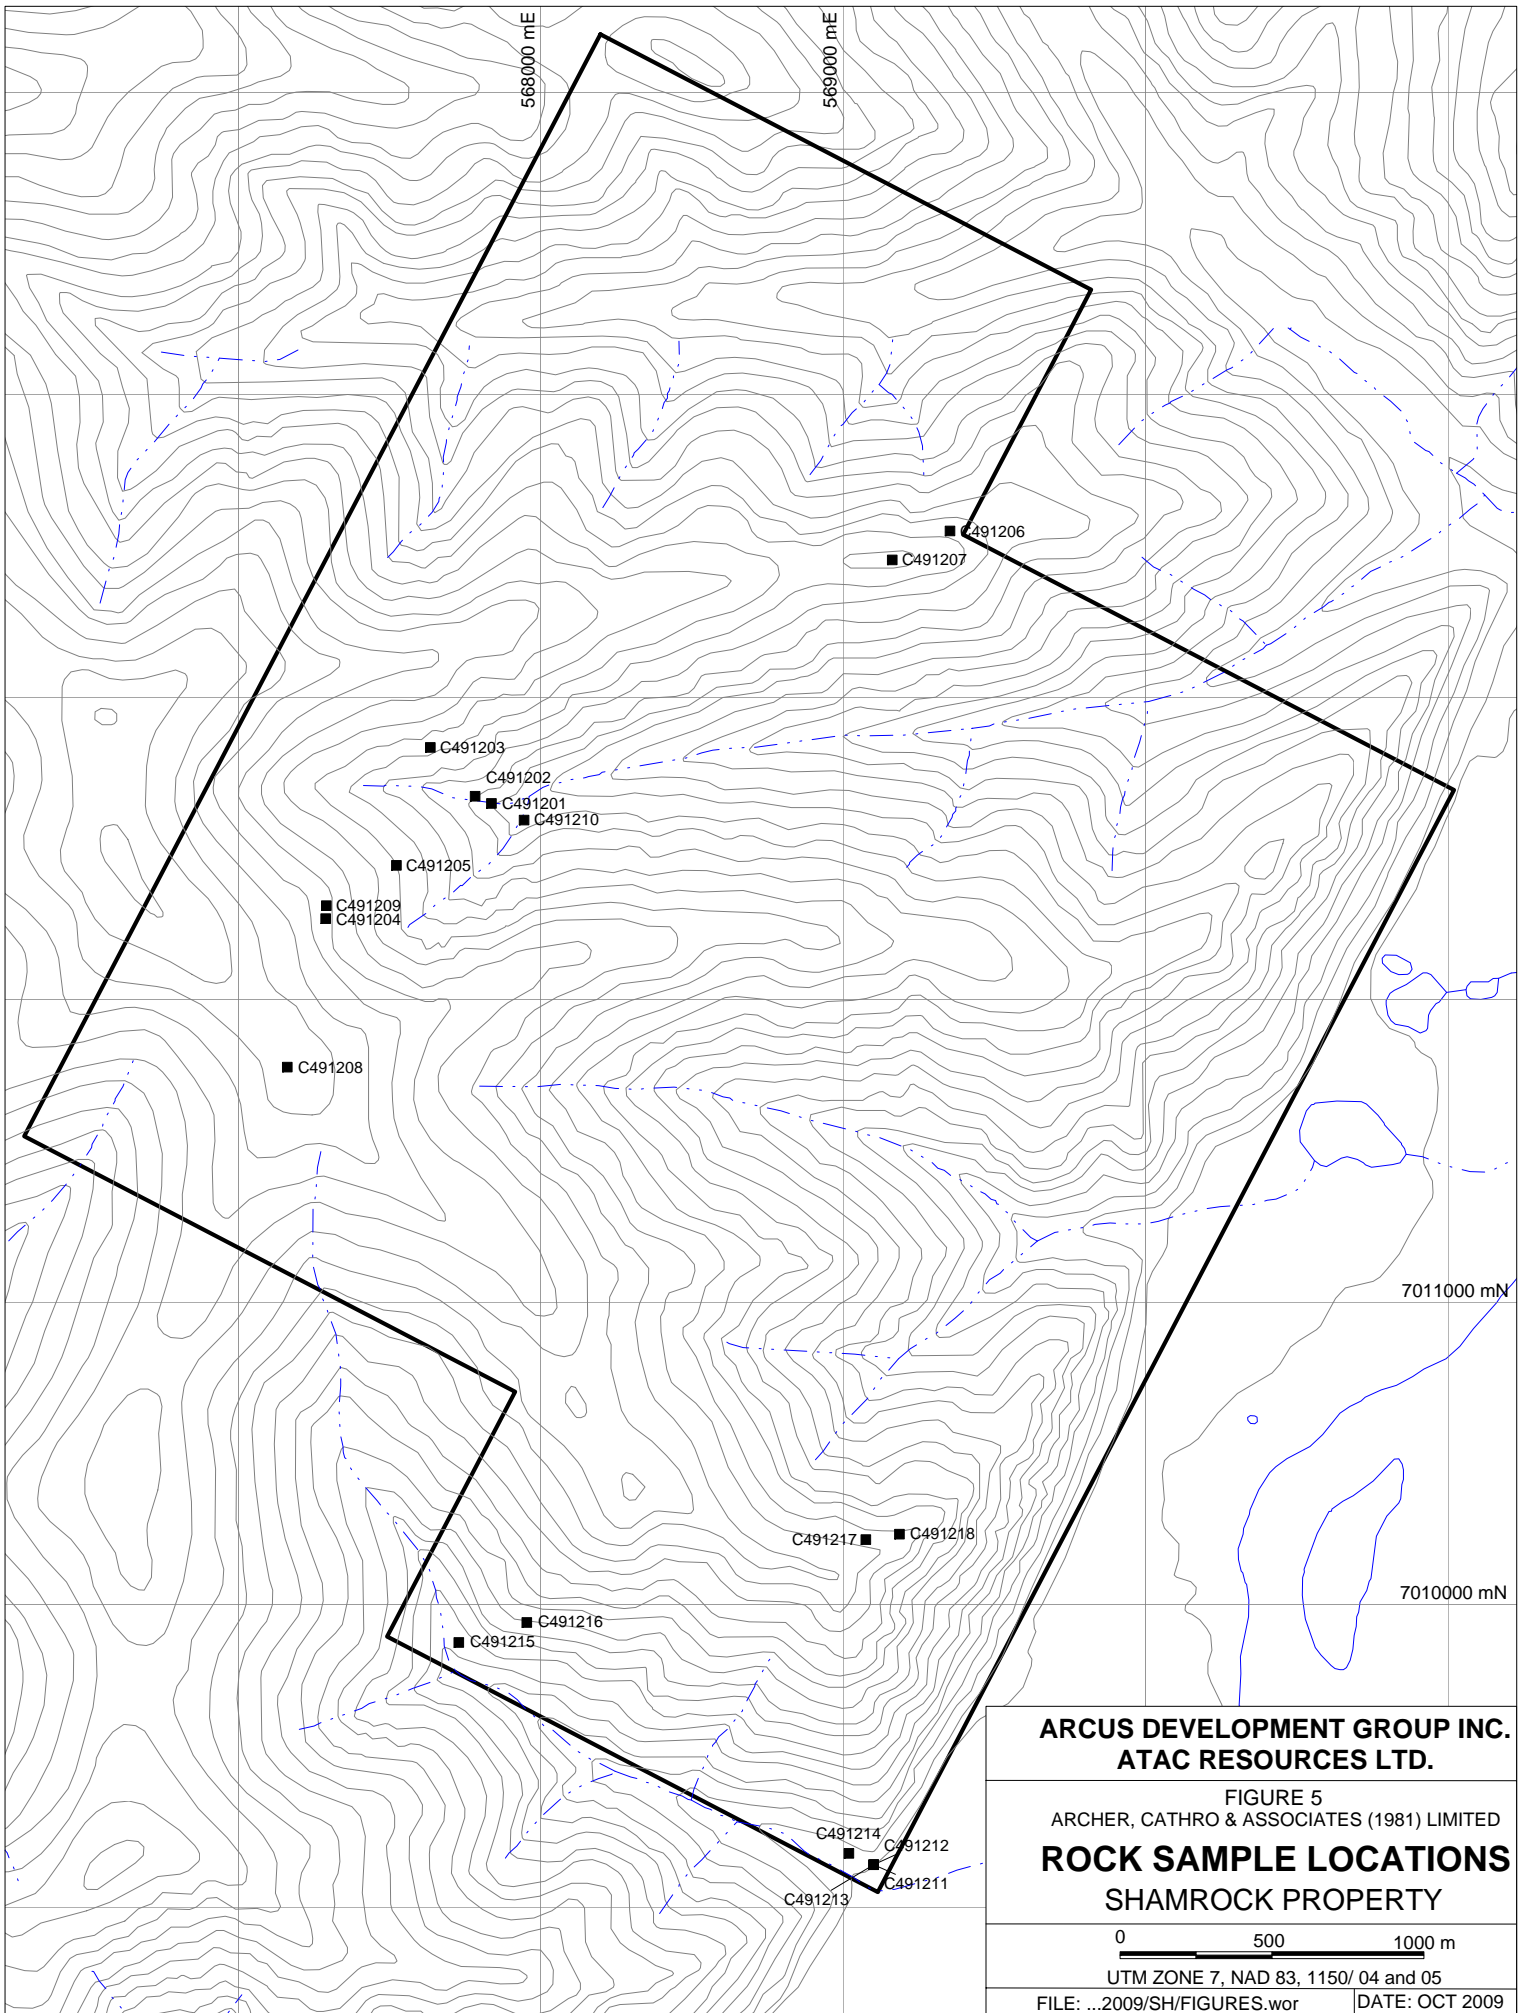 568000 mE
569000 mE
C491206
C491207
C491203
C491202
C491201
C491210
C491205
C491209
C491204
C491208
7011000 mN
C491217
C491218
7010000 mN
C491216
C491215
C491214
C491212
C491211
C491213
ARCUS DEVELOPMENT GROUP INC.
ATAC RESOURCES LTD.
FIGURE 5
ARCHER, CATHRO & ASSOCIATES (1981) LIMITED
ROCK SAMPLE LOCATIONS
SHAMROCK PROPERTY
0 500 1000 m
UTM ZONE 7, NAD 83, 1150/ 04 and 05
FILE: ...2009/SH/FIGURES.wor
DATE: OCT 2009